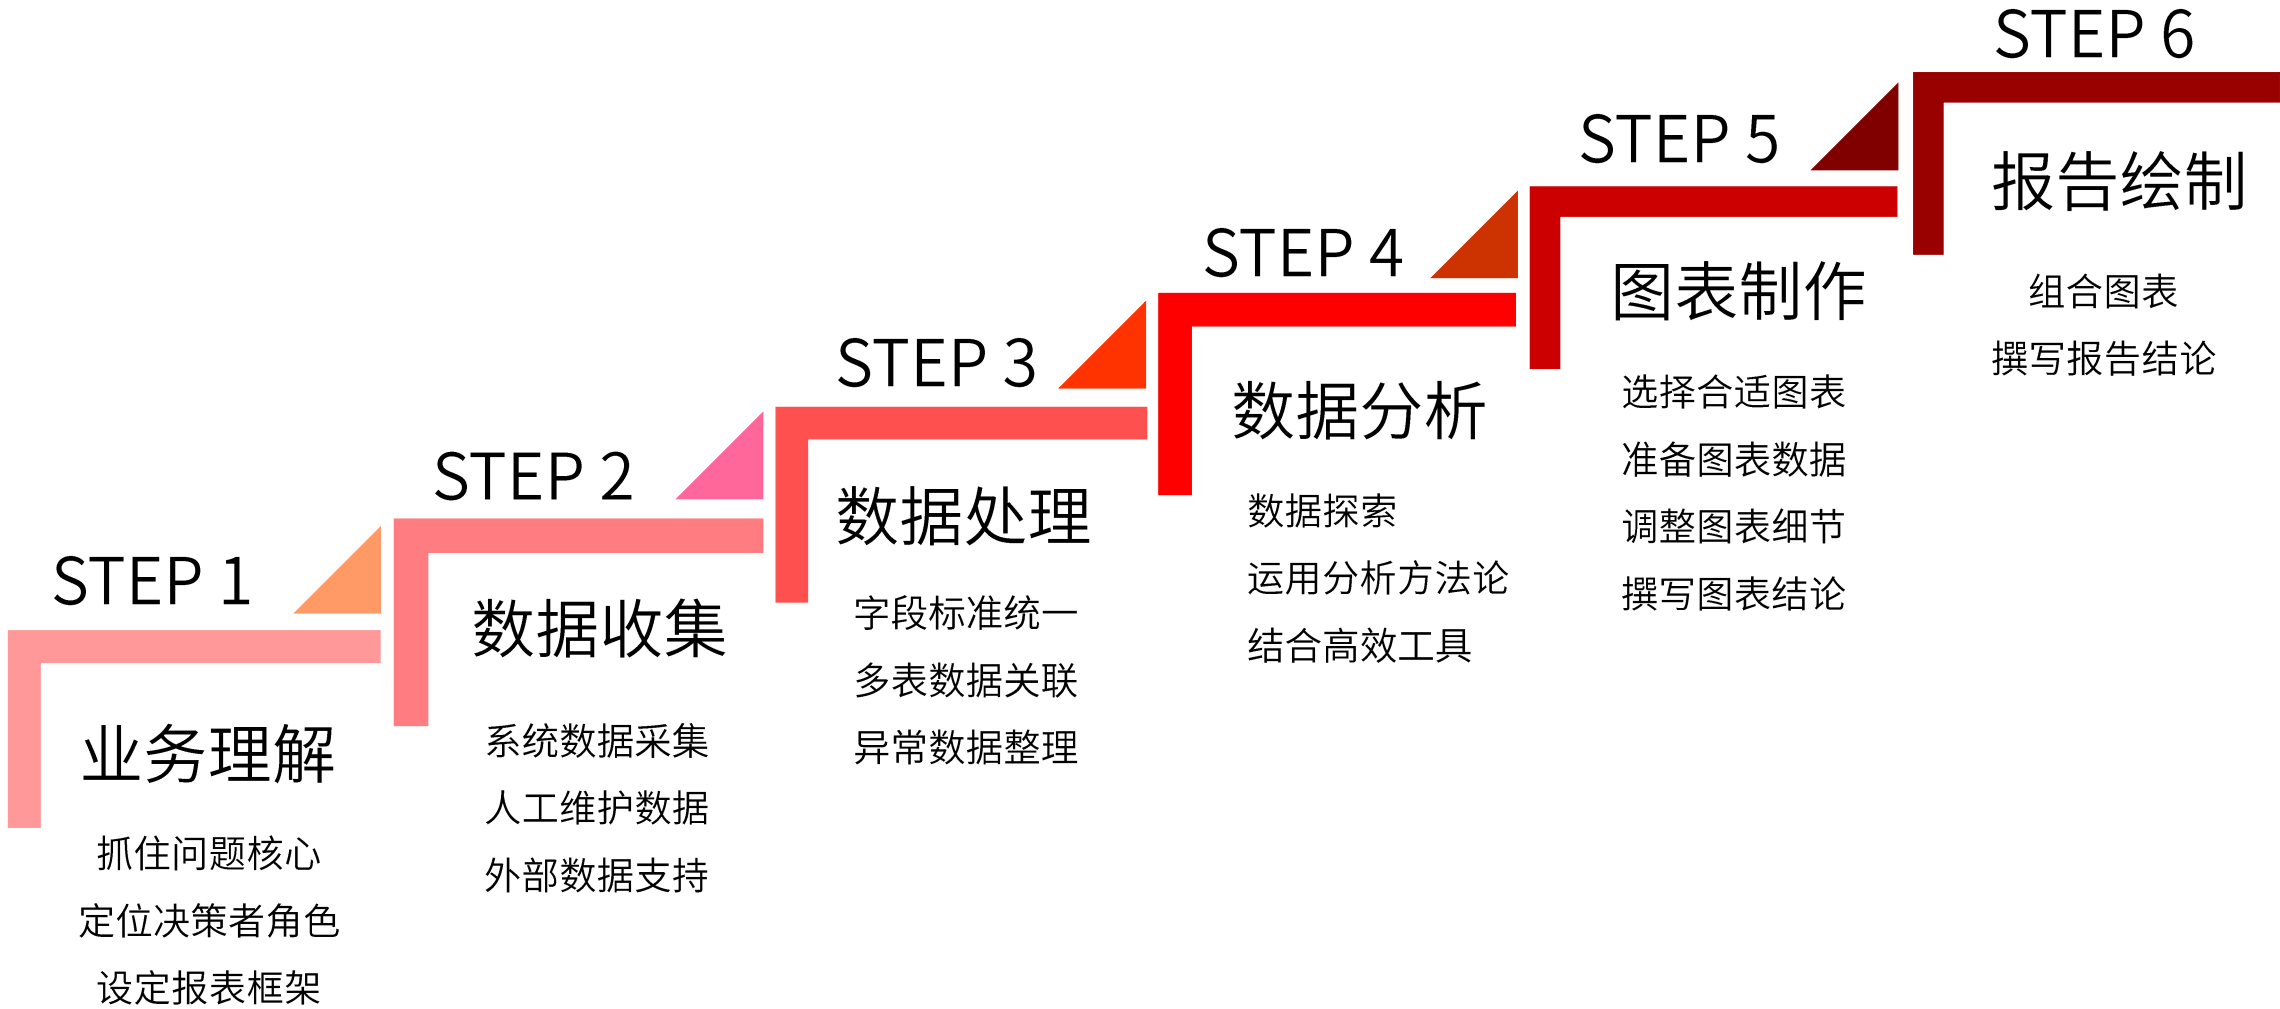 STEP 1
业务理解
抓住问题核心
定位决策者角色
设定报表框架
STEP 2
数据收集
系统数据采集
人工维护数据
外部数据支持
STEP 3
数据处理
字段标准统一
多表数据关联
异常数据整理
STEP 4
数据分析
数据探索
运用分析方法论
结合高效工具
STEP 5
图表制作
选择合适图表
准备图表数据
调整图表细节
撰写图表结论
STEP 6
报告绘制
组合图表
撰写报告结论